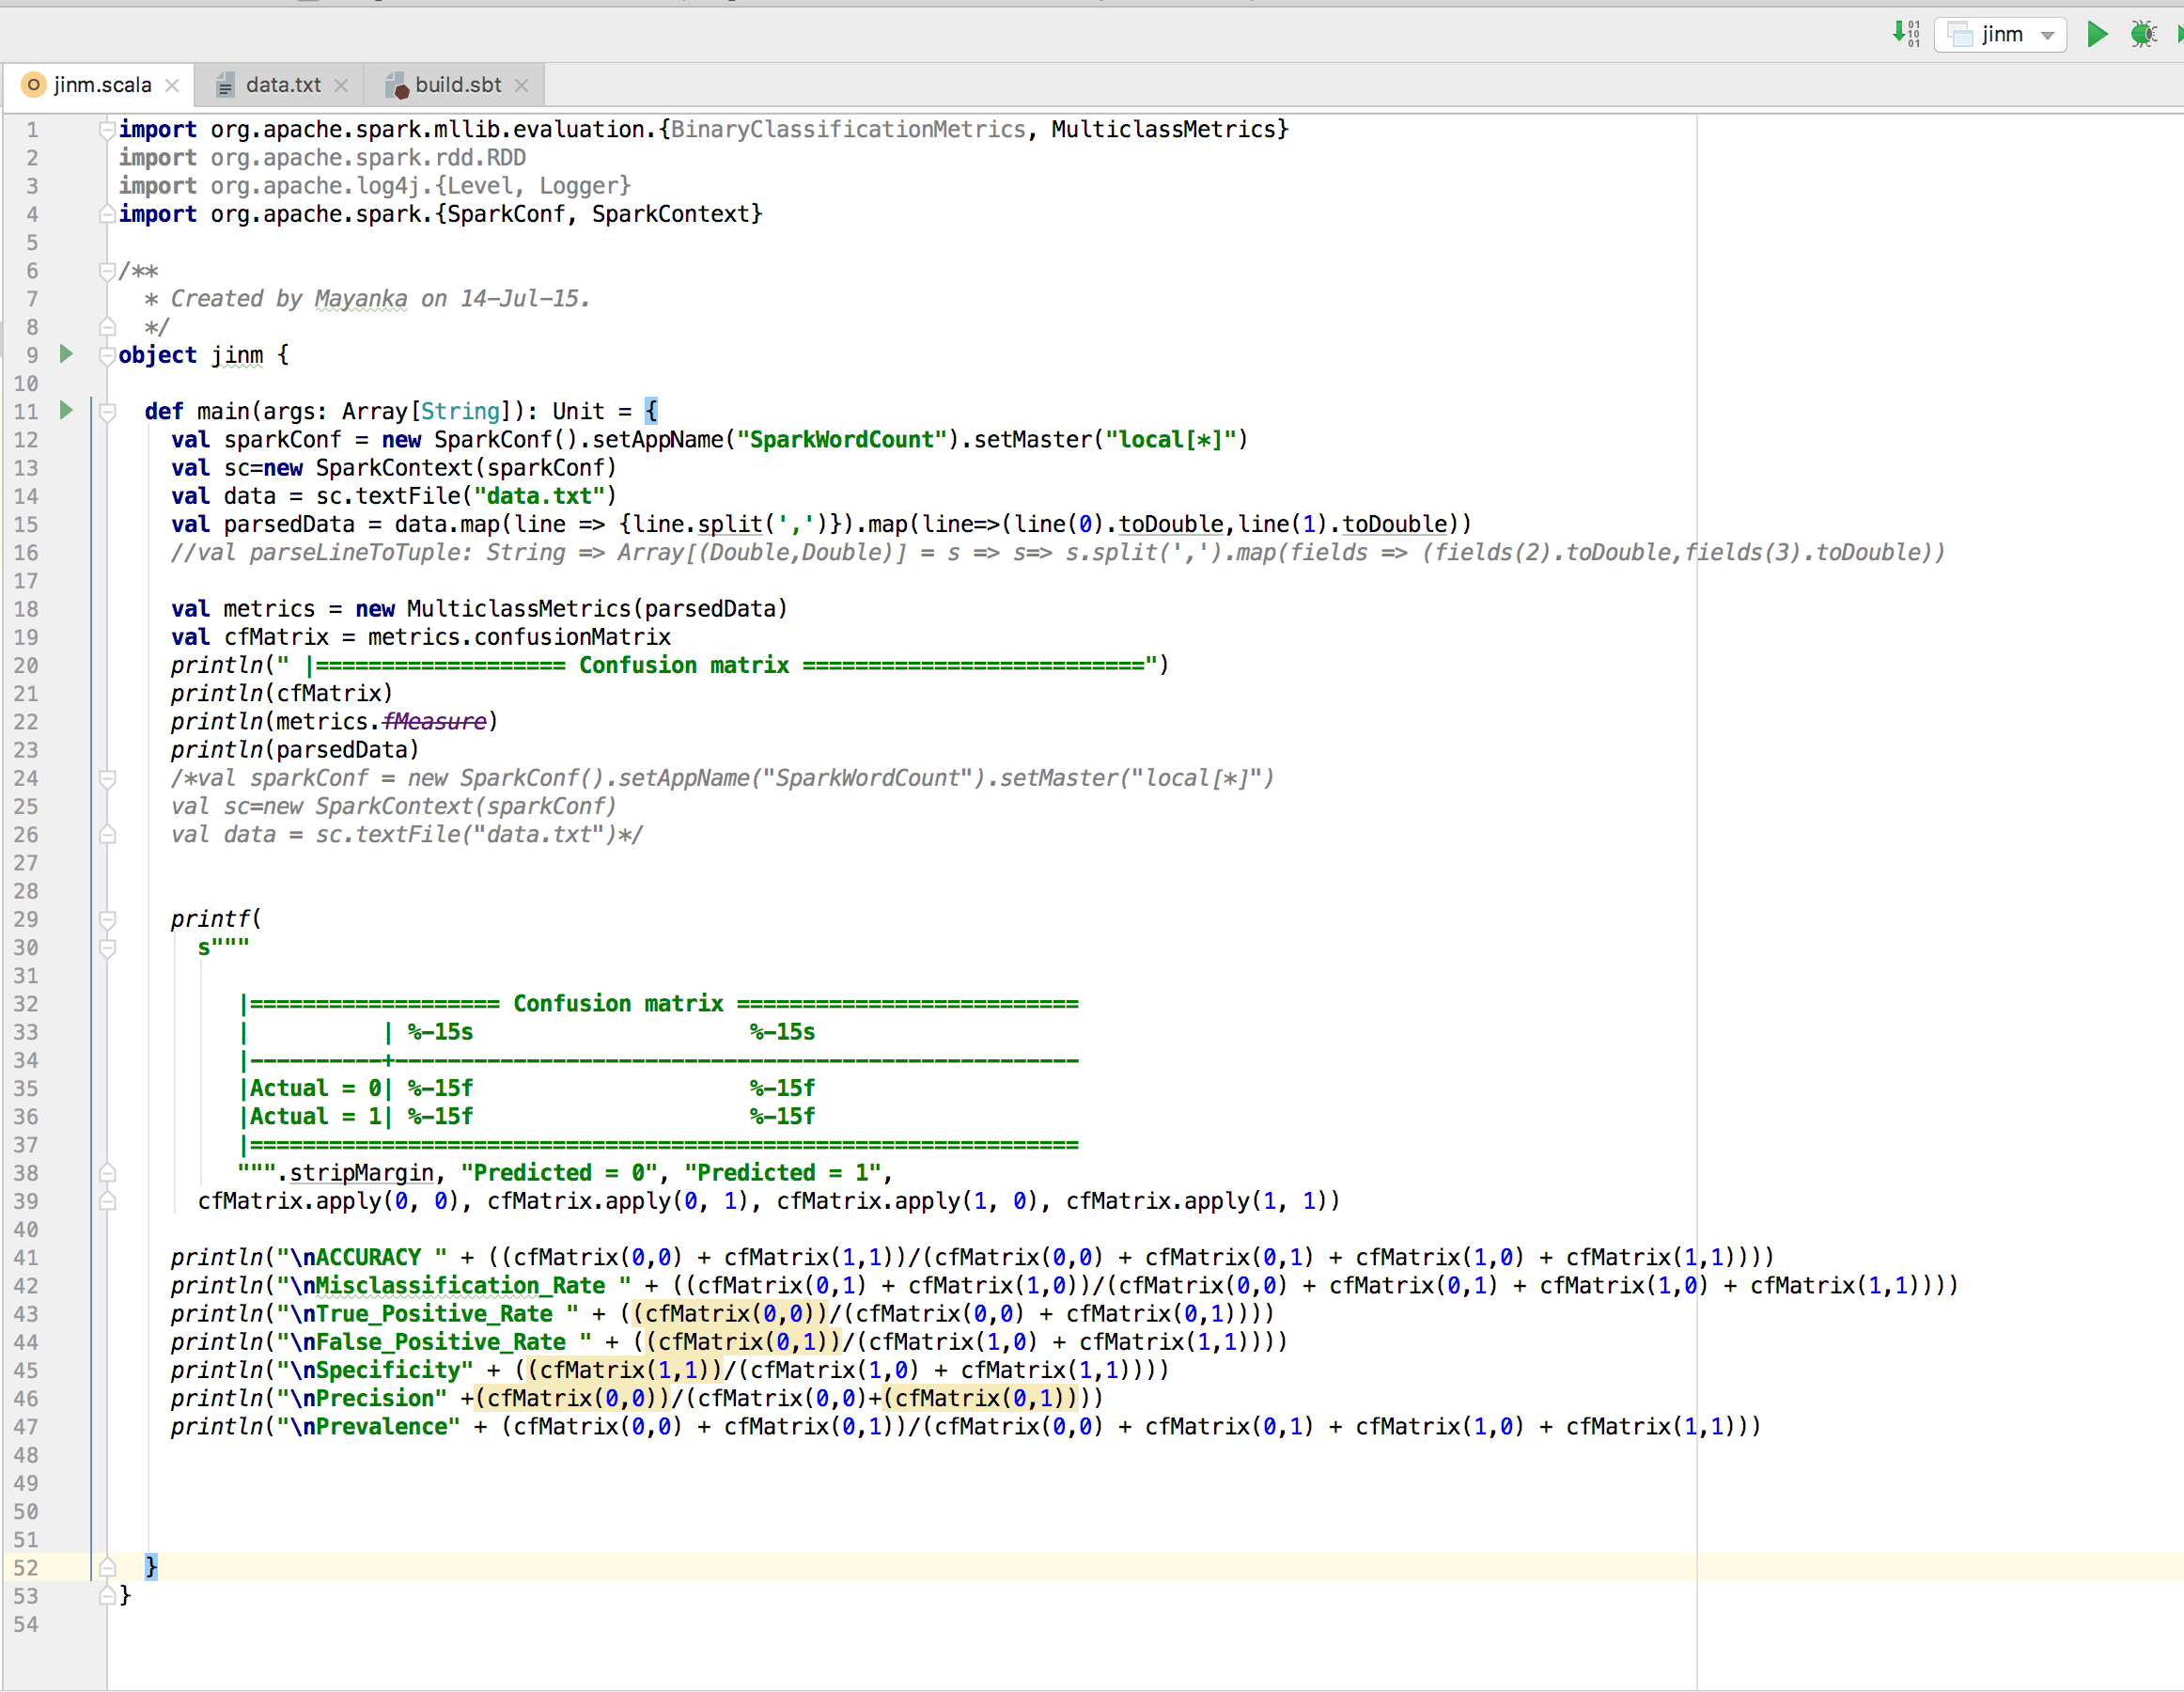 jinm
jinm.scala data.txt build.sbt
1 import org.apache.spark.mllib.evaluation.{BinaryClassificationMetrics, MulticlassMetrics}
2 import org.apache.spark.rdd.RDD
3 import org.apache.log4j.{Level, Logger}
4 import org.apache.spark.{SparkConf, SparkContext}
5
6 /**
7 * Created by Mayanka on 14-Jul-15.
8 */
9 object jinm {
10
11 def main(args: Array[String]): Unit = {
12 val sparkConf = new SparkConf().setAppName("SparkWordCount").setMaster("local[*]")
13 val sc=new SparkContext(sparkConf)
14 val data = sc.textFile("data.txt")
15 val parsedData = data.map(line => {line.split(',')}).map(line=>(line(0).toDouble,line(1).toDouble))
16 //val parseLineToTuple: String => Array[(Double,Double)] = s => s=> s.split(',').map(fields => (fields(2).toDouble,fields(3).toDouble))
17
18 val metrics = new MulticlassMetrics(parsedData)
19 val cfMatrix = metrics.confusionMatrix
20 println(" |=================== Confusion matrix ==========================")
21 println(cfMatrix)
22 println(metrics.fMeasure)
23 println(parsedData)
24 /*val sparkConf = new SparkConf().setAppName("SparkWordCount").setMaster("local[*]")
25 val sc=new SparkContext(sparkConf)
26 val data = sc.textFile("data.txt")*/
27
28
29 printf(
30 s"""
31
32 |=================== Confusion matrix ==========================
33 | | %-15s %-15s
34 |----------+----------------------------------------------------
35 |Actual = 0| %-15f %-15f
36 |Actual = 1| %-15f %-15f
37 |===============================================================
38 """.stripMargin, "Predicted = 0", "Predicted = 1",
39 cfMatrix.apply(0, 0), cfMatrix.apply(0, 1), cfMatrix.apply(1, 0), cfMatrix.apply(1, 1))
40
41 println("\nACCURACY " + ((cfMatrix(0,0) + cfMatrix(1,1))/(cfMatrix(0,0) + cfMatrix(0,1) + cfMatrix(1,0) + cfMatrix(1,1))))
42 println("\nMisclassification_Rate " + ((cfMatrix(0,1) + cfMatrix(1,0))/(cfMatrix(0,0) + cfMatrix(0,1) + cfMatrix(1,0) + cfMatrix(1,1))))
43 println("\nTrue_Positive_Rate " + ((cfMatrix(0,0))/(cfMatrix(0,0) + cfMatrix(0,1))))
44 println("\nFalse_Positive_Rate " + ((cfMatrix(0,1))/(cfMatrix(1,0) + cfMatrix(1,1))))
45 println("\nSpecificity" + ((cfMatrix(1,1))/(cfMatrix(1,0) + cfMatrix(1,1))))
46 println("\nPrecision" +(cfMatrix(0,0))/(cfMatrix(0,0)+(cfMatrix(0,1))))
47 println("\nPrevalence" + (cfMatrix(0,0) + cfMatrix(0,1))/(cfMatrix(0,0) + cfMatrix(0,1) + cfMatrix(1,0) + cfMatrix(1,1)))
48
49
50
51
52 }
53 }
54